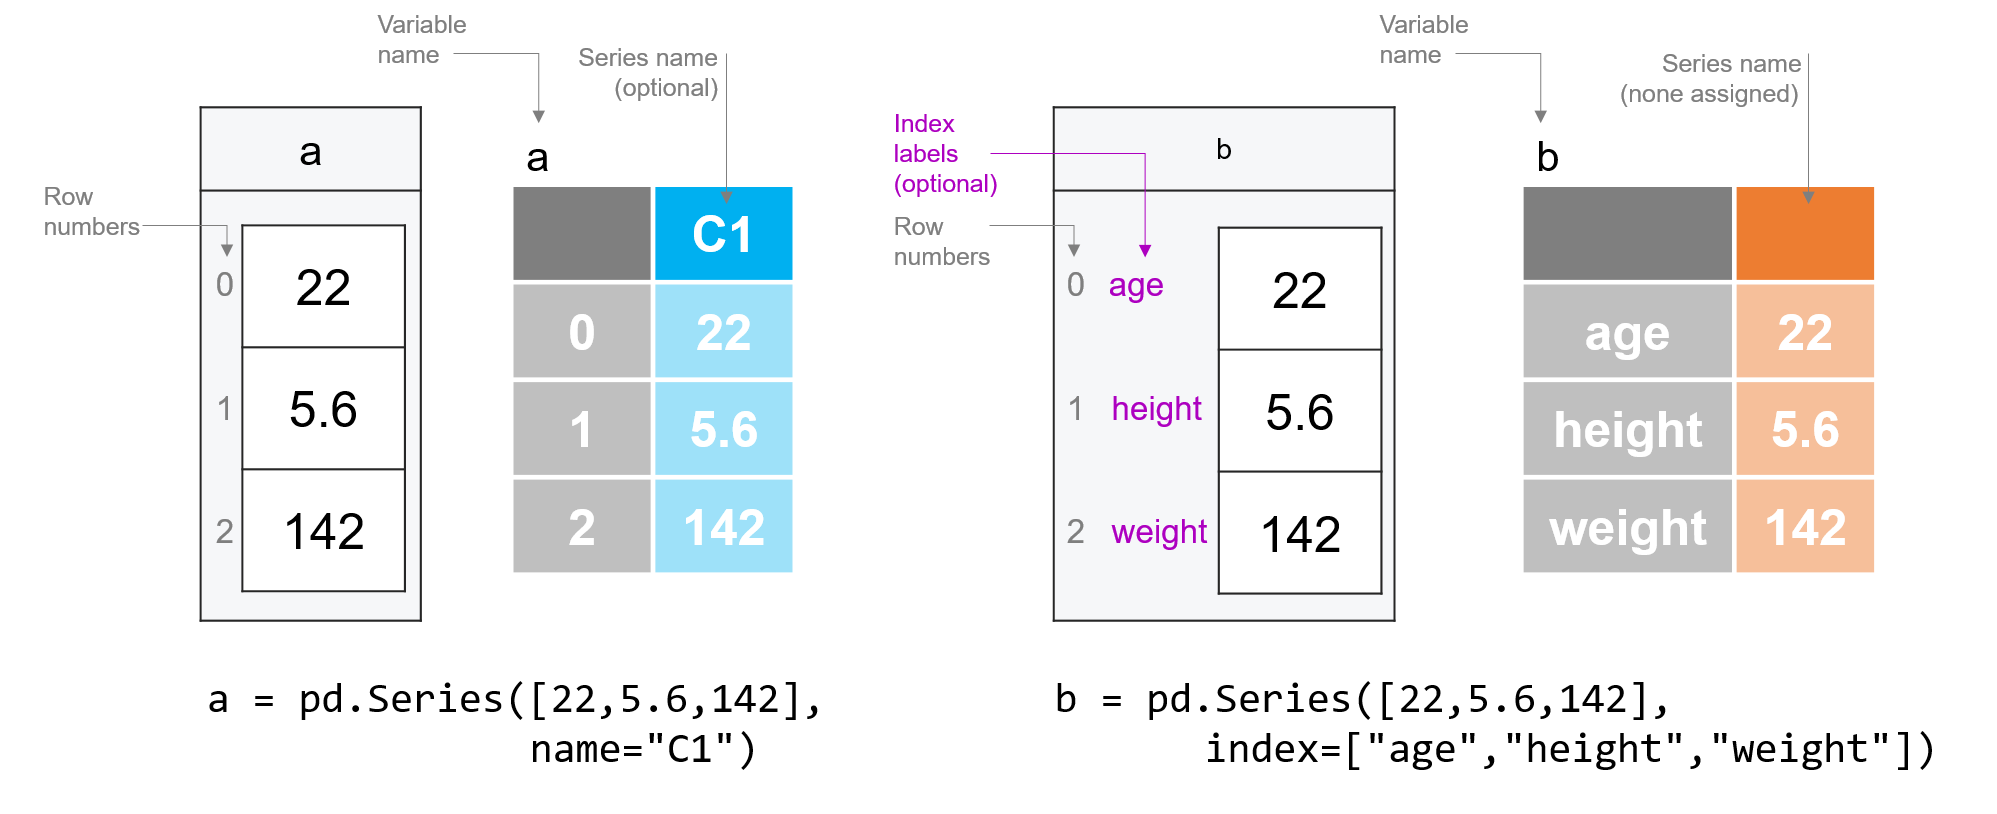 Variable
name
Series name
(optional)
Row
numbers
a
0
22
1
5.6
2
142
a
C1
0 22
1 5.6
2 142
a = pd.Series([22,5.6,142],
name="C1")
Variable
name
Series name
(none assigned)
Index
labels
(optional)
Row
numbers
b
0 age 22
1 height 5.6
2 weight 142
b
age 22
height 5.6
weight 142
b = pd.Series([22,5.6,142],
index=["age","height","weight"])